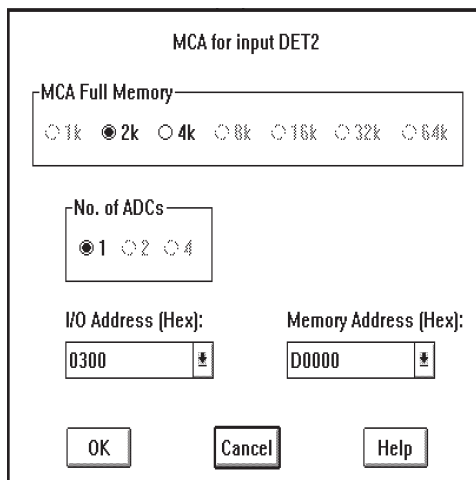 MCA for input DET2
MCA Full Memory
1k 2k 4k 8k 16k 32k 64k
No. of ADCs
1 2 4
I/O Address (Hex): Memory Address (Hex):
0300 D0000
OK Cancel Help